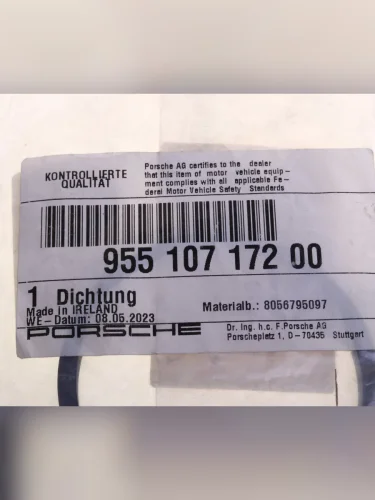 KONTROLLIERTE
QUALITÄT
Porsche AG certifies to the dealer
that this item of motor vehicle equip-
ment complies with all applicable Fe-
deral Motor Vehicle Safety Standards
955 107 172 00
1 Dichtung
Made in IRELAND
WE-Datum: 08.05.2023
Materialb.: 8056795097
PORSCHE
Dr. Ing. h.c. F.Porsche AG
Porscheplatz 1, D-70435 Stuttgart